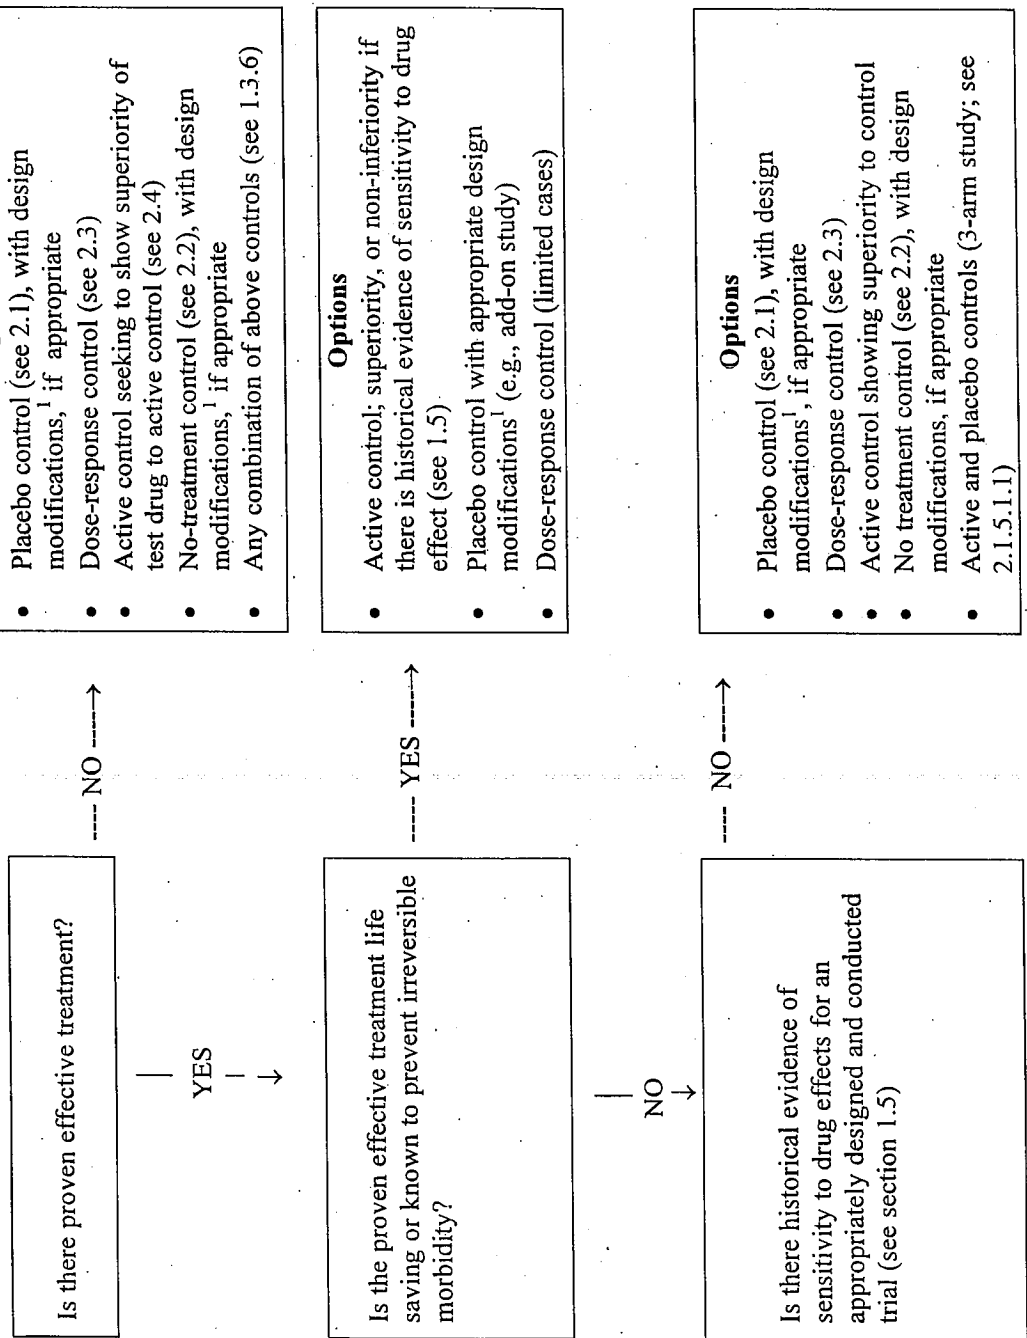 Is there proven effective treatment?
---- NO ----→
• Placebo control (see 2.1), with design
modifications,¹ if appropriate
• Dose-response control (see 2.3)
• Active control seeking to show superiority of
test drug to active control (see 2.4)
• No-treatment control (see 2.2), with design
modifications,¹ if appropriate
• Any combination of above controls (see 1.3.6)
YES
Is the proven effective treatment life
saving or known to prevent irreversible
morbidity?
----- YES -----→
Options
• Active control; superiority, or non-inferiority if
there is historical evidence of sensitivity to drug
effect (see 1.5)
• Placebo control with appropriate design
modifications¹ (e.g., add-on study)
• Dose-response control (limited cases)
NO
Is there historical evidence of
sensitivity to drug effects for an
appropriately designed and conducted
trial (see section 1.5)
---- NO -----→
Options
• Placebo control (see 2.1), with design
modifications¹, if appropriate
• Dose-response control (see 2.3)
• Active control showing superiority to control
• No treatment control (see 2.2), with design
modifications, if appropriate
• Active and placebo controls (3-arm study; see
2.1.5.1.1)